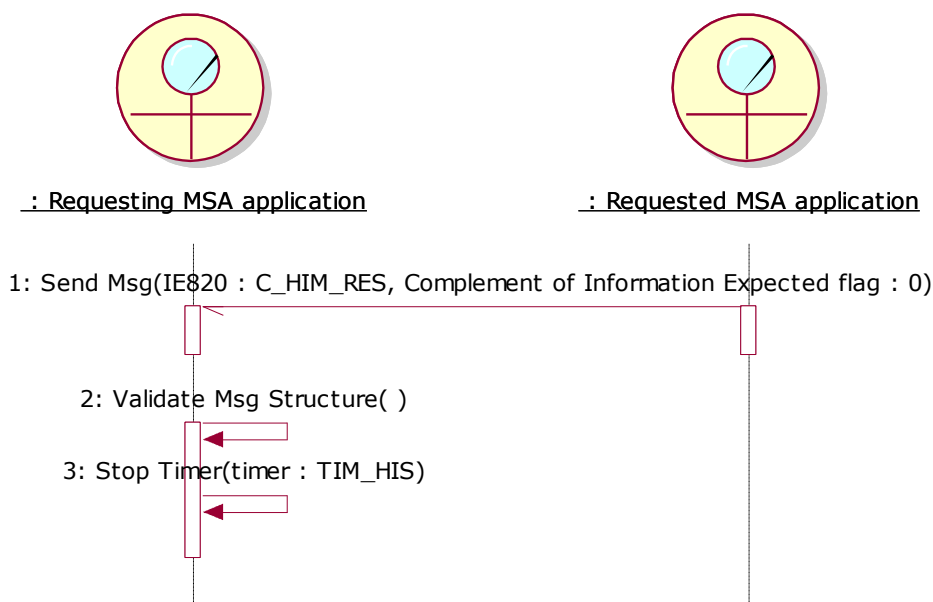 : Requesting MSA application
: Requested MSA application
1: Send Msg(IE820 : C_HIM_RES, Complement of Information Expected flag : 0)
2: Validate Msg Structure( )
3: Stop Timer(timer : TIM_HIS)